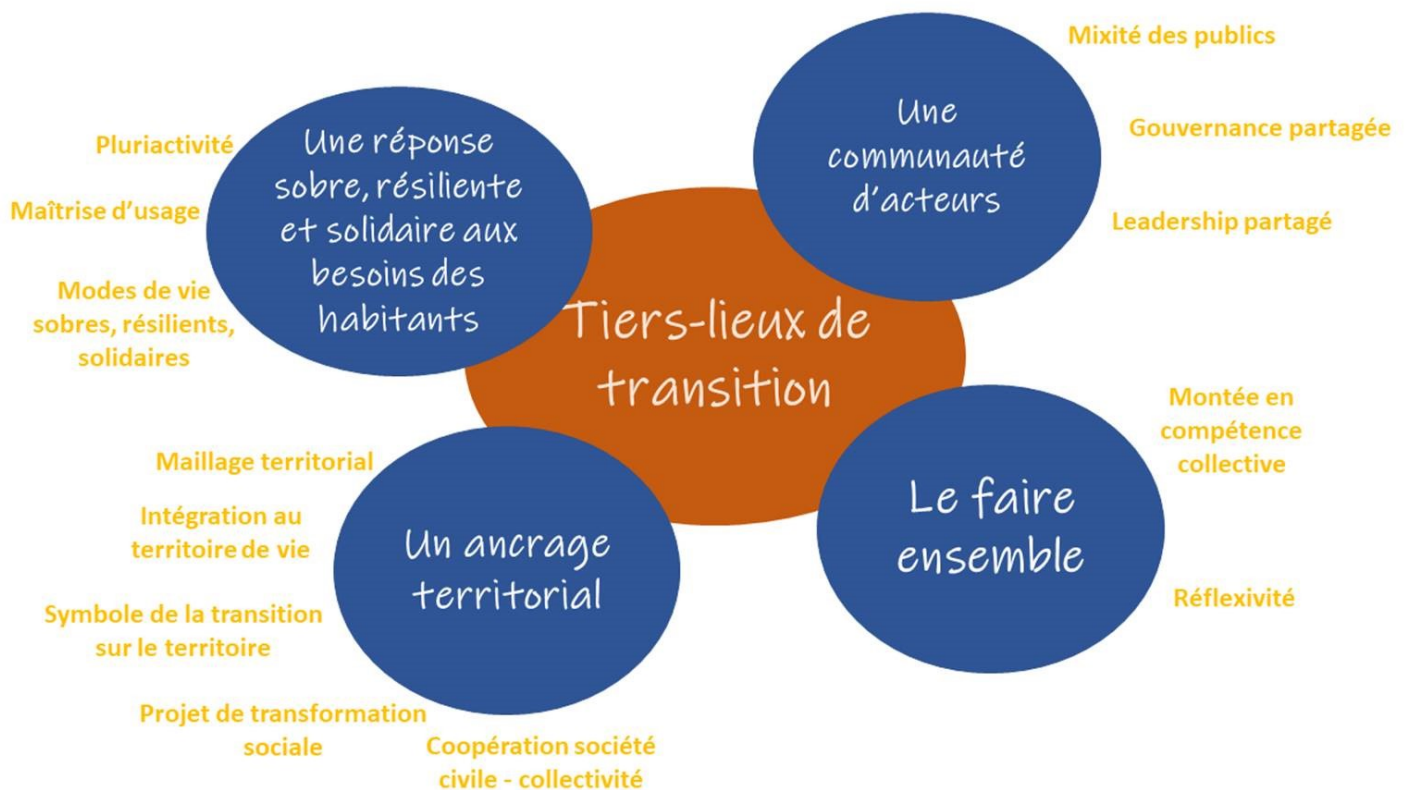 Mixité des publics
Une
communauté
d'acteurs
Gouvernance partagée
Leadership partagé
Pluriactivité
Maîtrise d'usage
Modes de vie
sobres, résilients,
solidaires
Une réponse
sobre, résiliente
et solidaire aux
besoins des
habitants
Tiers-lieux de
transition
Montée en
compétence
collective
Le faire
ensemble
Réflexivité
Maillage territorial
Intégration au
territoire de vie
Un ancrage
territorial
Symbole de la transition
sur le territoire
Projet de transformation
sociale
Coopération société
civile - collectivité